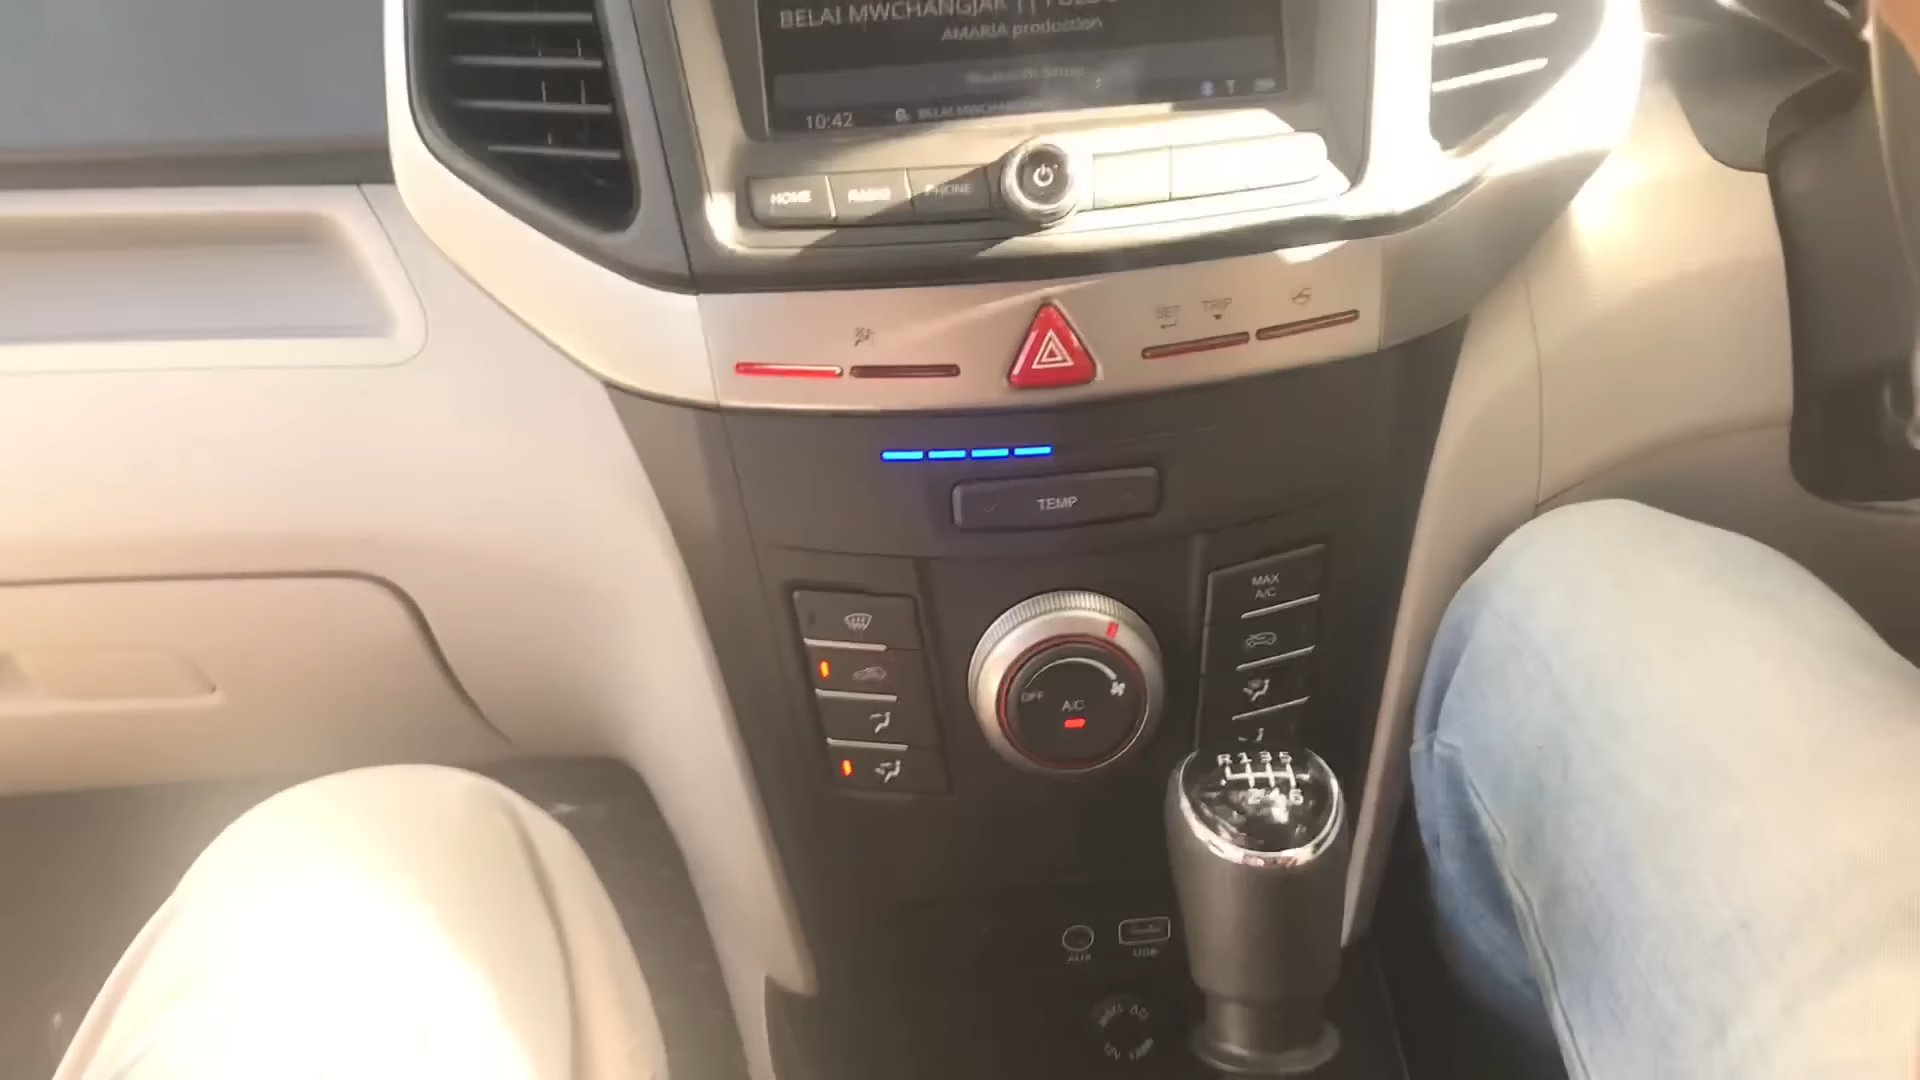 BELAI MWCHANGJAK ||
AMARIA production
10:42
HOME RADIO PHONE
SET TRIP
TEMP
MAX
A/C
OFF
A/C
R 1 3 5
2 4 6
AUX USB